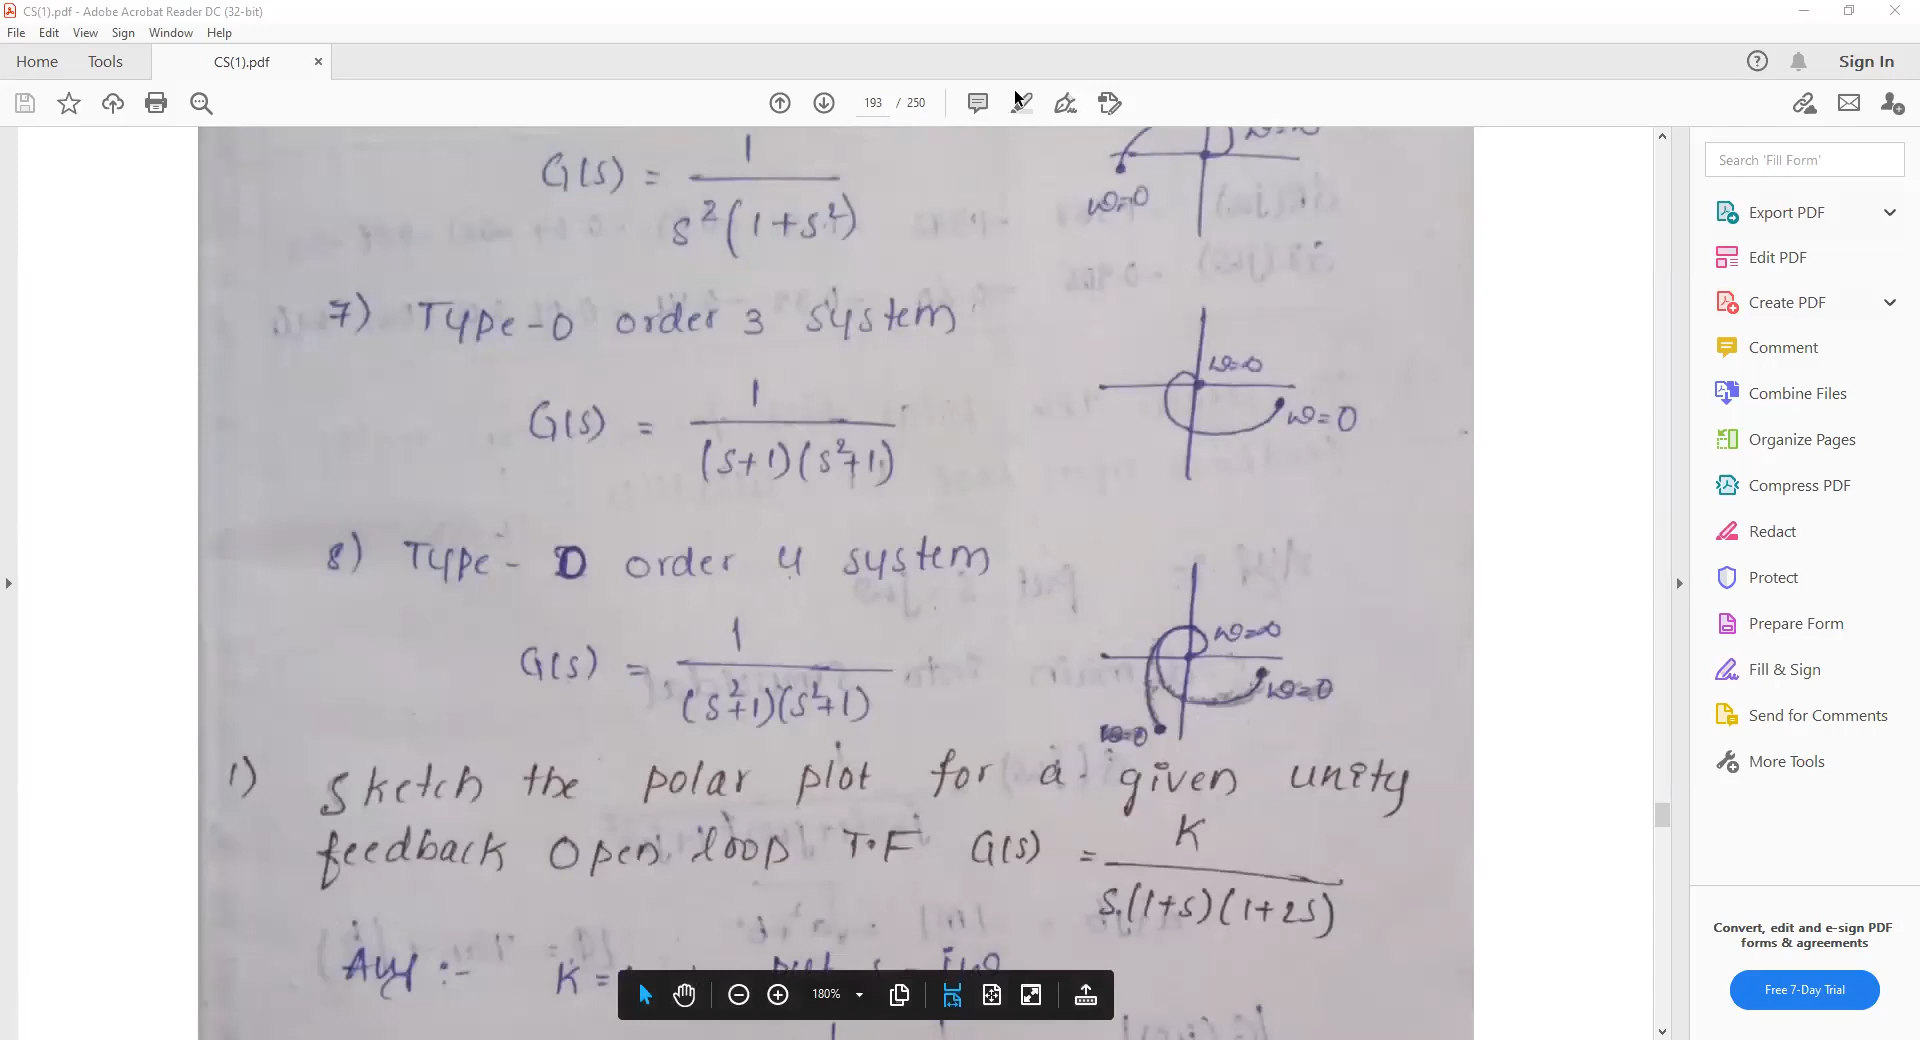 CS(1).pdf - Adobe Acrobat Reader DC (32-bit)
File Edit View Sign Window Help
Home Tools CS(1).pdf × Sign In
193 / 250
Search 'Fill Form'
Export PDF
Edit PDF
Create PDF
Comment
Combine Files
Organize Pages
Compress PDF
Redact
Protect
Prepare Form
Fill & Sign
Send for Comments
More Tools
Convert, edit and e-sign PDF
forms & agreements
Free 7-Day Trial
G(s) = 1 / s²(1+s²)
ω=0
7) Type-0 order 3 system
ω=∞
G(s) = 1 / (s+1)(s²+1)
ω=0
8) Type-0 order 4 system
ω=∞
G(s) = 1 / (s²+1)(s²+1)
ω=0
1) Sketch the polar plot for a given unity
feedback open loop T.F G(s) = K / s.(1+s)(1+2s)
Ans :- K =
180%